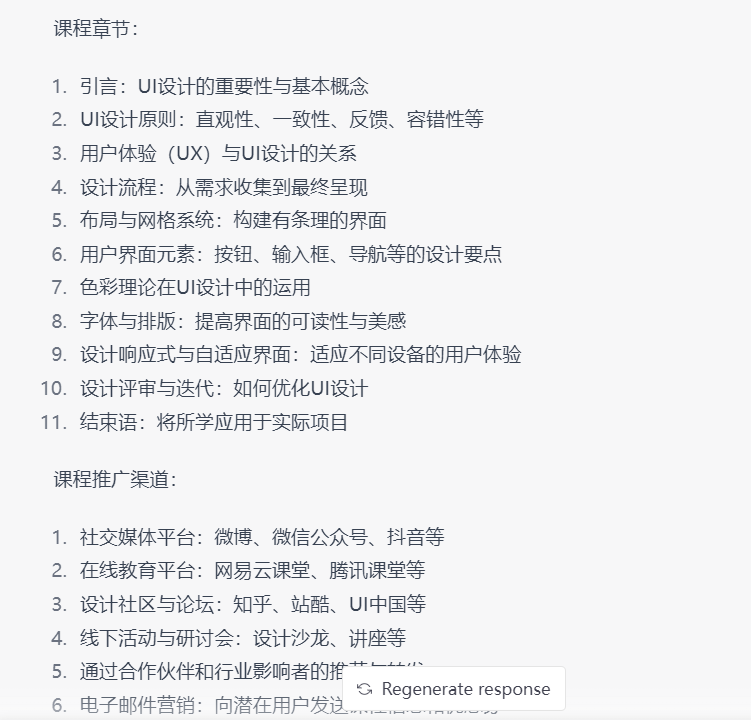 课程章节：
1. 引言：UI设计的重要性与基本概念
2. UI设计原则：直观性、一致性、反馈、容错性等
3. 用户体验（UX）与UI设计的关系
4. 设计流程：从需求收集到最终呈现
5. 布局与网格系统：构建有条理的界面
6. 用户界面元素：按钮、输入框、导航等的设计要点
7. 色彩理论在UI设计中的运用
8. 字体与排版：提高界面的可读性与美感
9. 设计响应式与自适应界面：适应不同设备的用户体验
10. 设计评审与迭代：如何优化UI设计
11. 结束语：将所学应用于实际项目
课程推广渠道：
1. 社交媒体平台：微博、微信公众号、抖音等
2. 在线教育平台：网易云课堂、腾讯课堂等
3. 设计社区与论坛：知乎、站酷、UI中国等
4. 线下活动与研讨会：设计沙龙、讲座等
5. 通过合作伙伴和行业影响者的
Regenerate response
6. 电子邮件营销：向潜在用户发送